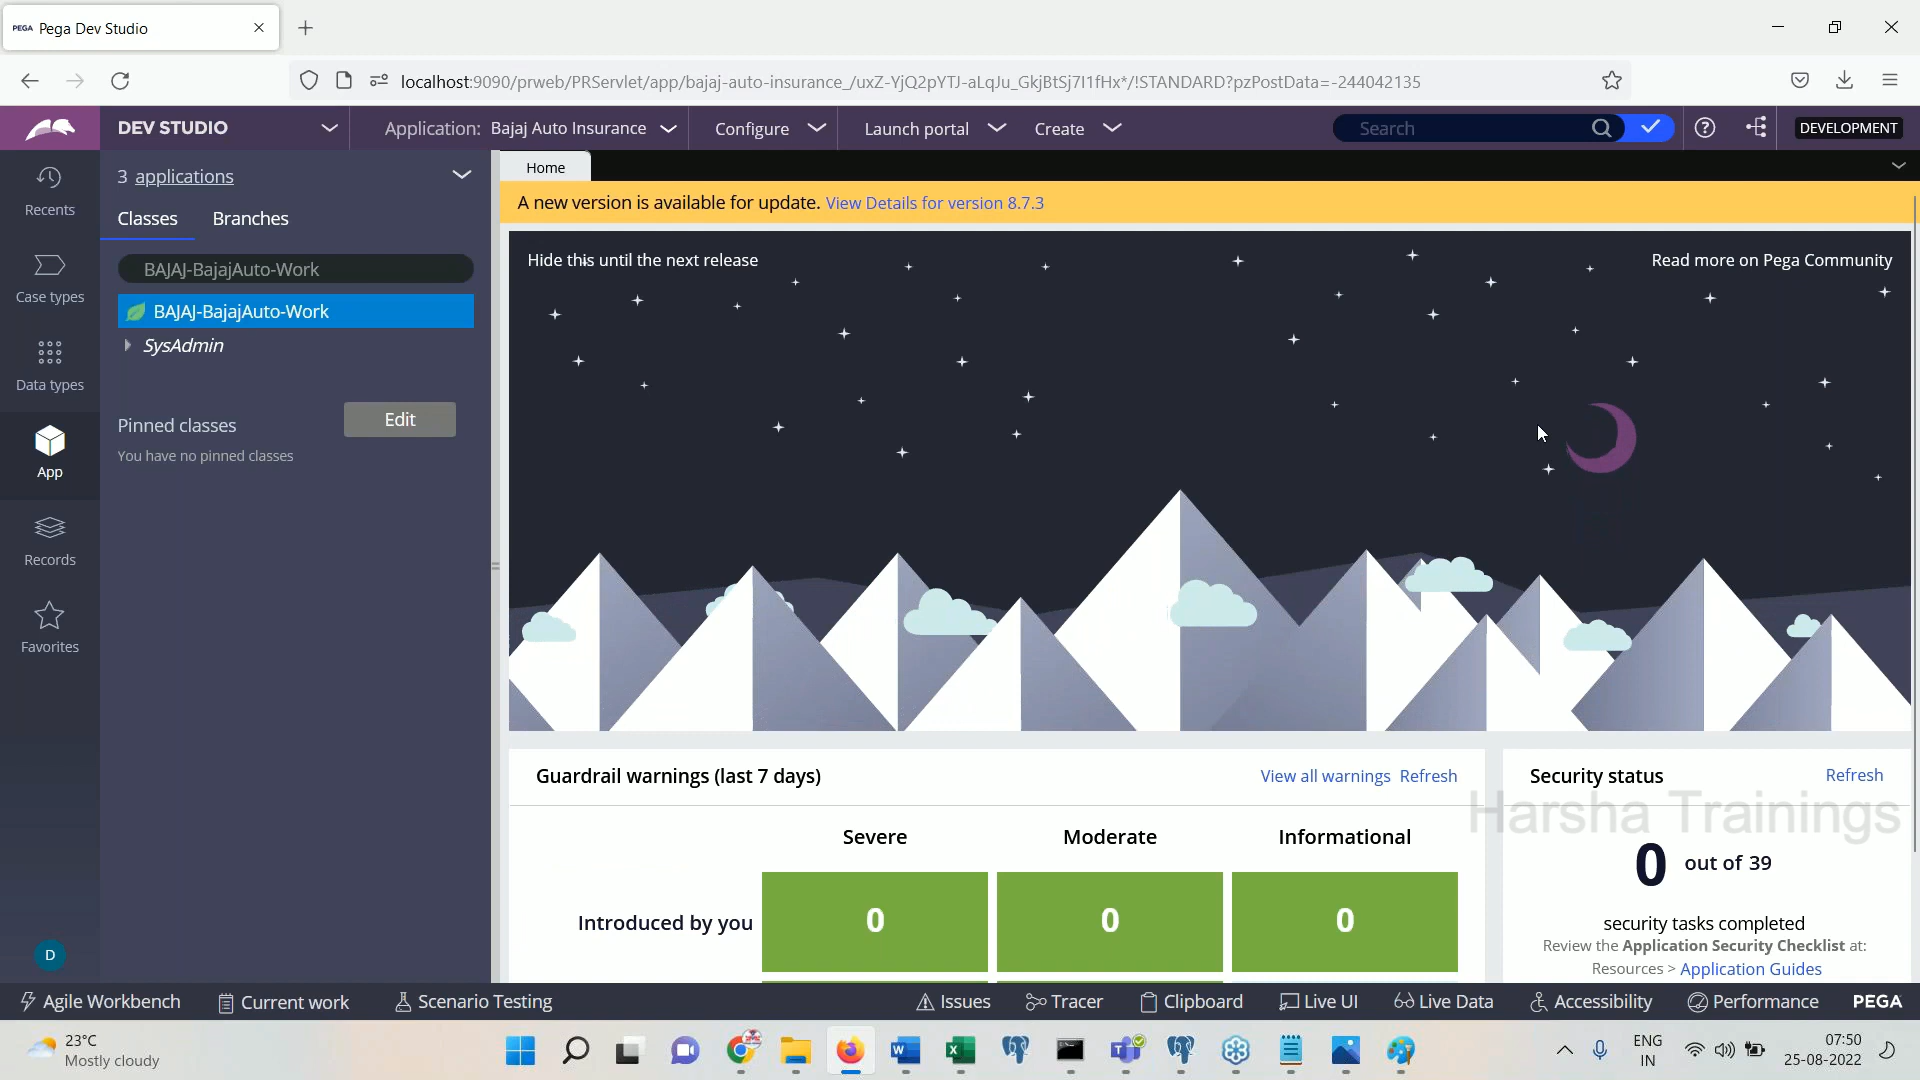 PEGA Pega Dev Studio
localhost:9090/prweb/PRServlet/app/bajaj-auto-insurance_/uxZ-YjQ2pYTJ-aLqJu_GkjBtSj7I1fHx*/!STANDARD?pzPostData=-244042135
DEV STUDIO
Application: Bajaj Auto Insurance
Configure
Launch portal
Create
Search
DEVELOPMENT
Recents
Case types
Data types
App
Records
Favorites
D
3 applications
Classes Branches
BAJAJ-BajajAuto-Work
BAJAJ-BajajAuto-Work
SysAdmin
Pinned classes
Edit
You have no pinned classes
Home
A new version is available for update. View Details for version 8.7.3
Hide this until the next release
Read more on Pega Community
Guardrail warnings (last 7 days)
View all warnings Refresh
Severe Moderate Informational
Introduced by you 0 0 0
Security status Refresh
Harsha Trainings
0 out of 39
security tasks completed
Review the Application Security Checklist at:
Resources > Application Guides
Agile Workbench Current work Scenario Testing Issues Tracer Clipboard Live UI Live Data Accessibility Performance PEGA
23°C
Mostly cloudy
ENG
IN
07:50
25-08-2022